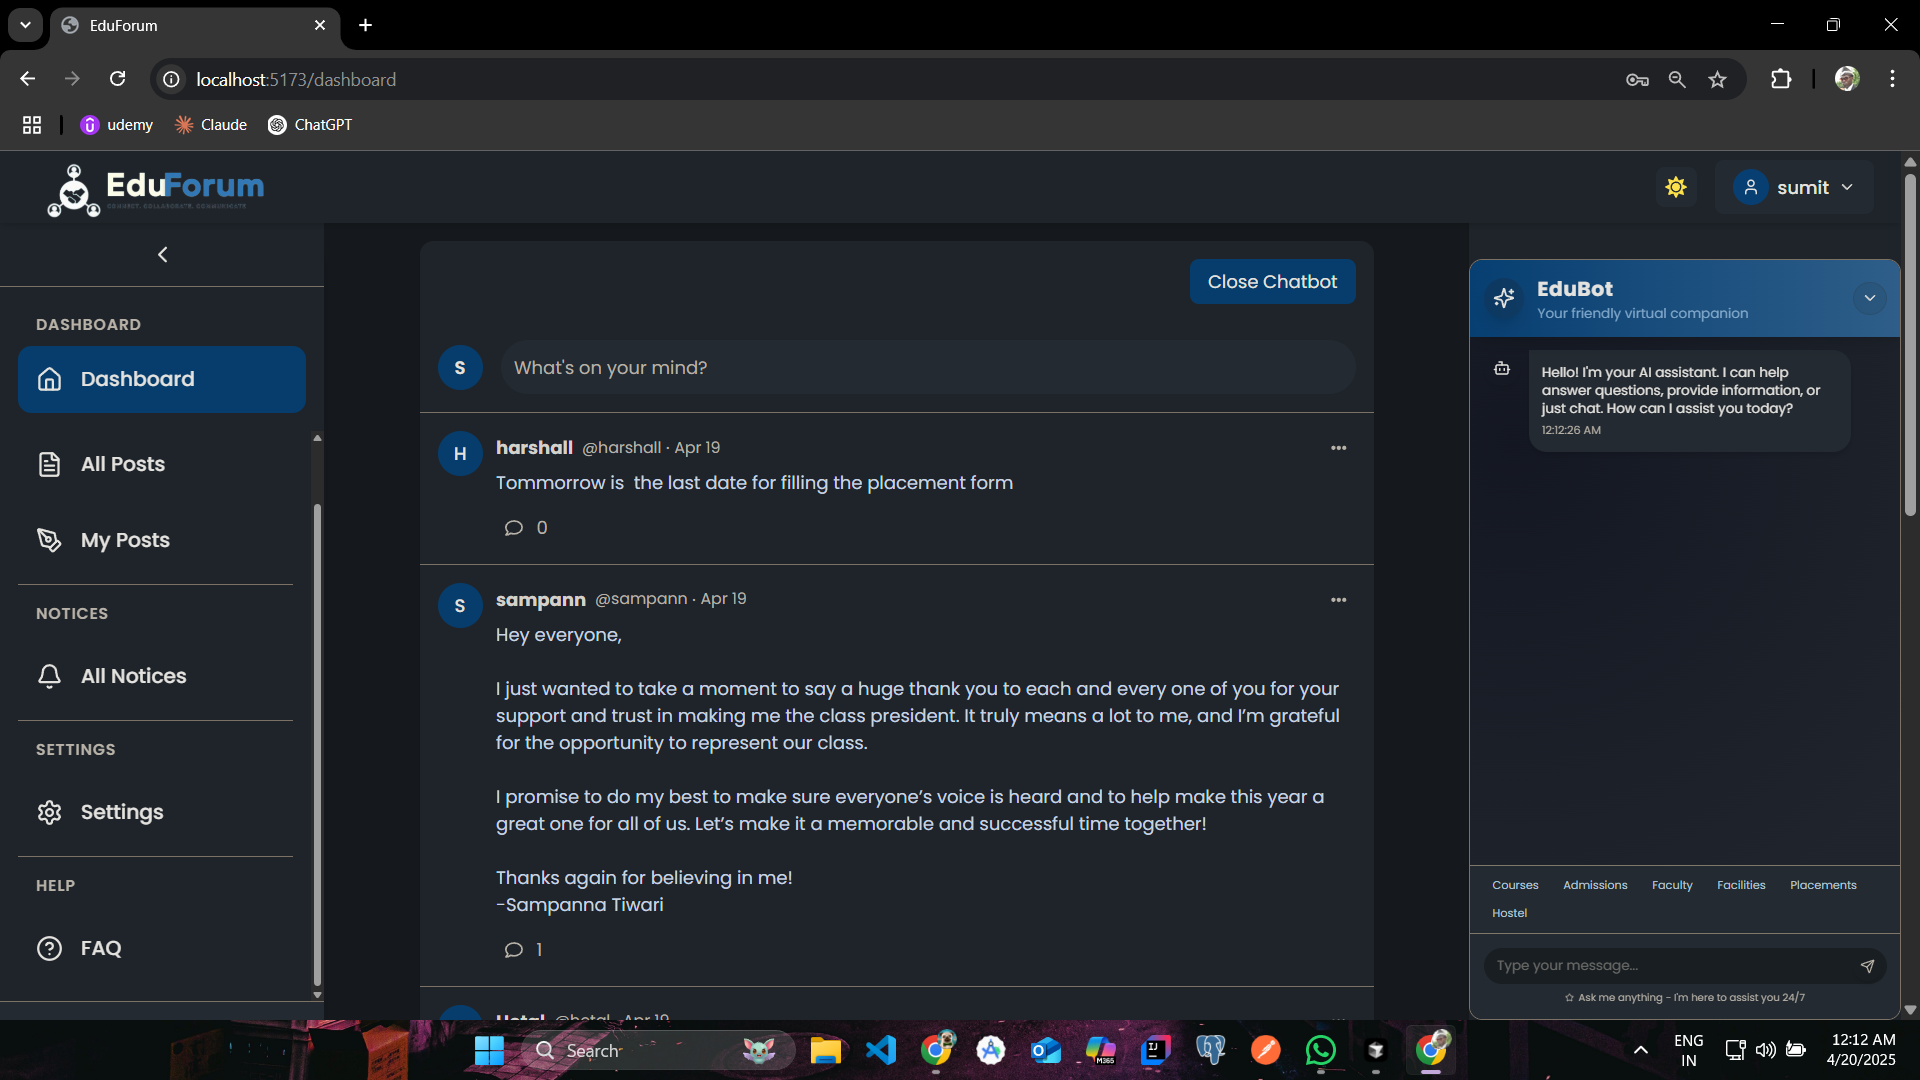 EduForum
localhost:5173/dashboard
udemy
Claude
ChatGPT
EduForum
CONNECT. COLLABORATE. COMMUNICATE
sumit
DASHBOARD
Dashboard
All Posts
My Posts
NOTICES
All Notices
SETTINGS
Settings
HELP
FAQ
Close Chatbot
S
What's on your mind?
H
harshall @harshall · Apr 19
Tommorrow is  the last date for filling the placement form
0
S
sampann @sampann · Apr 19
Hey everyone,
I just wanted to take a moment to say a huge thank you to each and every one of you for your
support and trust in making me the class president. It truly means a lot to me, and I’m grateful
for the opportunity to represent our class.
I promise to do my best to make sure everyone’s voice is heard and to help make this year a
great one for all of us. Let’s make it a memorable and successful time together!
Thanks again for believing in me!
-Sampanna Tiwari
1
Hetal @hetal · Apr 19
EduBot
Your friendly virtual companion
Hello! I'm your AI assistant. I can help
answer questions, provide information, or
just chat. How can I assist you today?
12:12:26 AM
Courses Admissions Faculty Facilities Placements
Hostel
Type your message...
Ask me anything - I'm here to assist you 24/7
Search
M365
IJ
ENG
IN
12:12 AM
4/20/2025